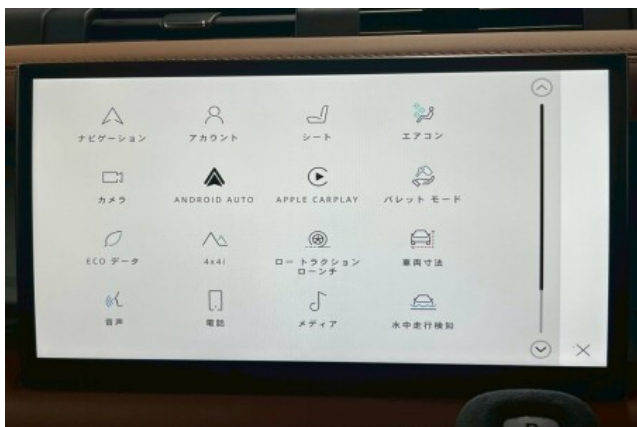 ナビゲーション
アカウント
シート
エアコン
カメラ
ANDROID AUTO
APPLE CARPLAY
バレット モード
ECO データ
4x4i
ロー トラクション
ローンチ
車両寸法
音声
電話
メディア
水中走行検知